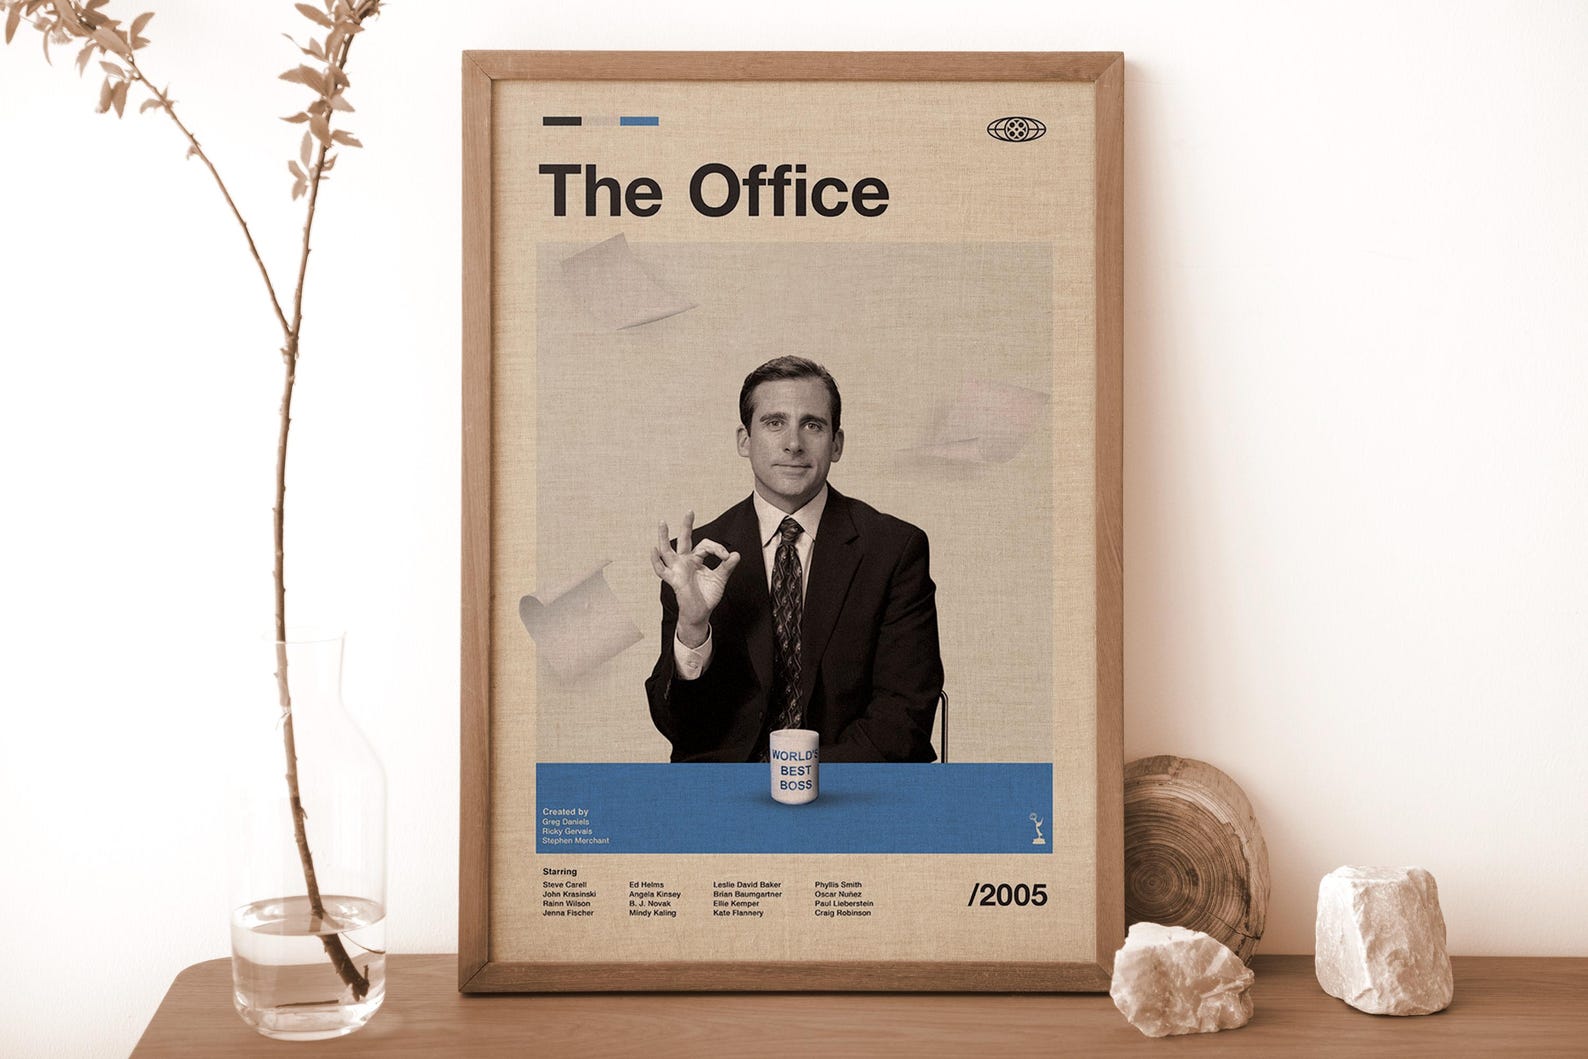 The Office
WORLD'S
BEST
BOSS
Created by
Greg Daniels
Ricky Gervais
Stephen Merchant
Starring
Steve Carell
John Krasinski
Rainn Wilson
Jenna Fischer
Ed Helms
Angela Kinsey
B. J. Novak
Mindy Kaling
Leslie David Baker
Brian Baumgartner
Ellie Kemper
Kate Flannery
Phyllis Smith
Oscar Nuñez
Paul Lieberstein
Craig Robinson
/2005